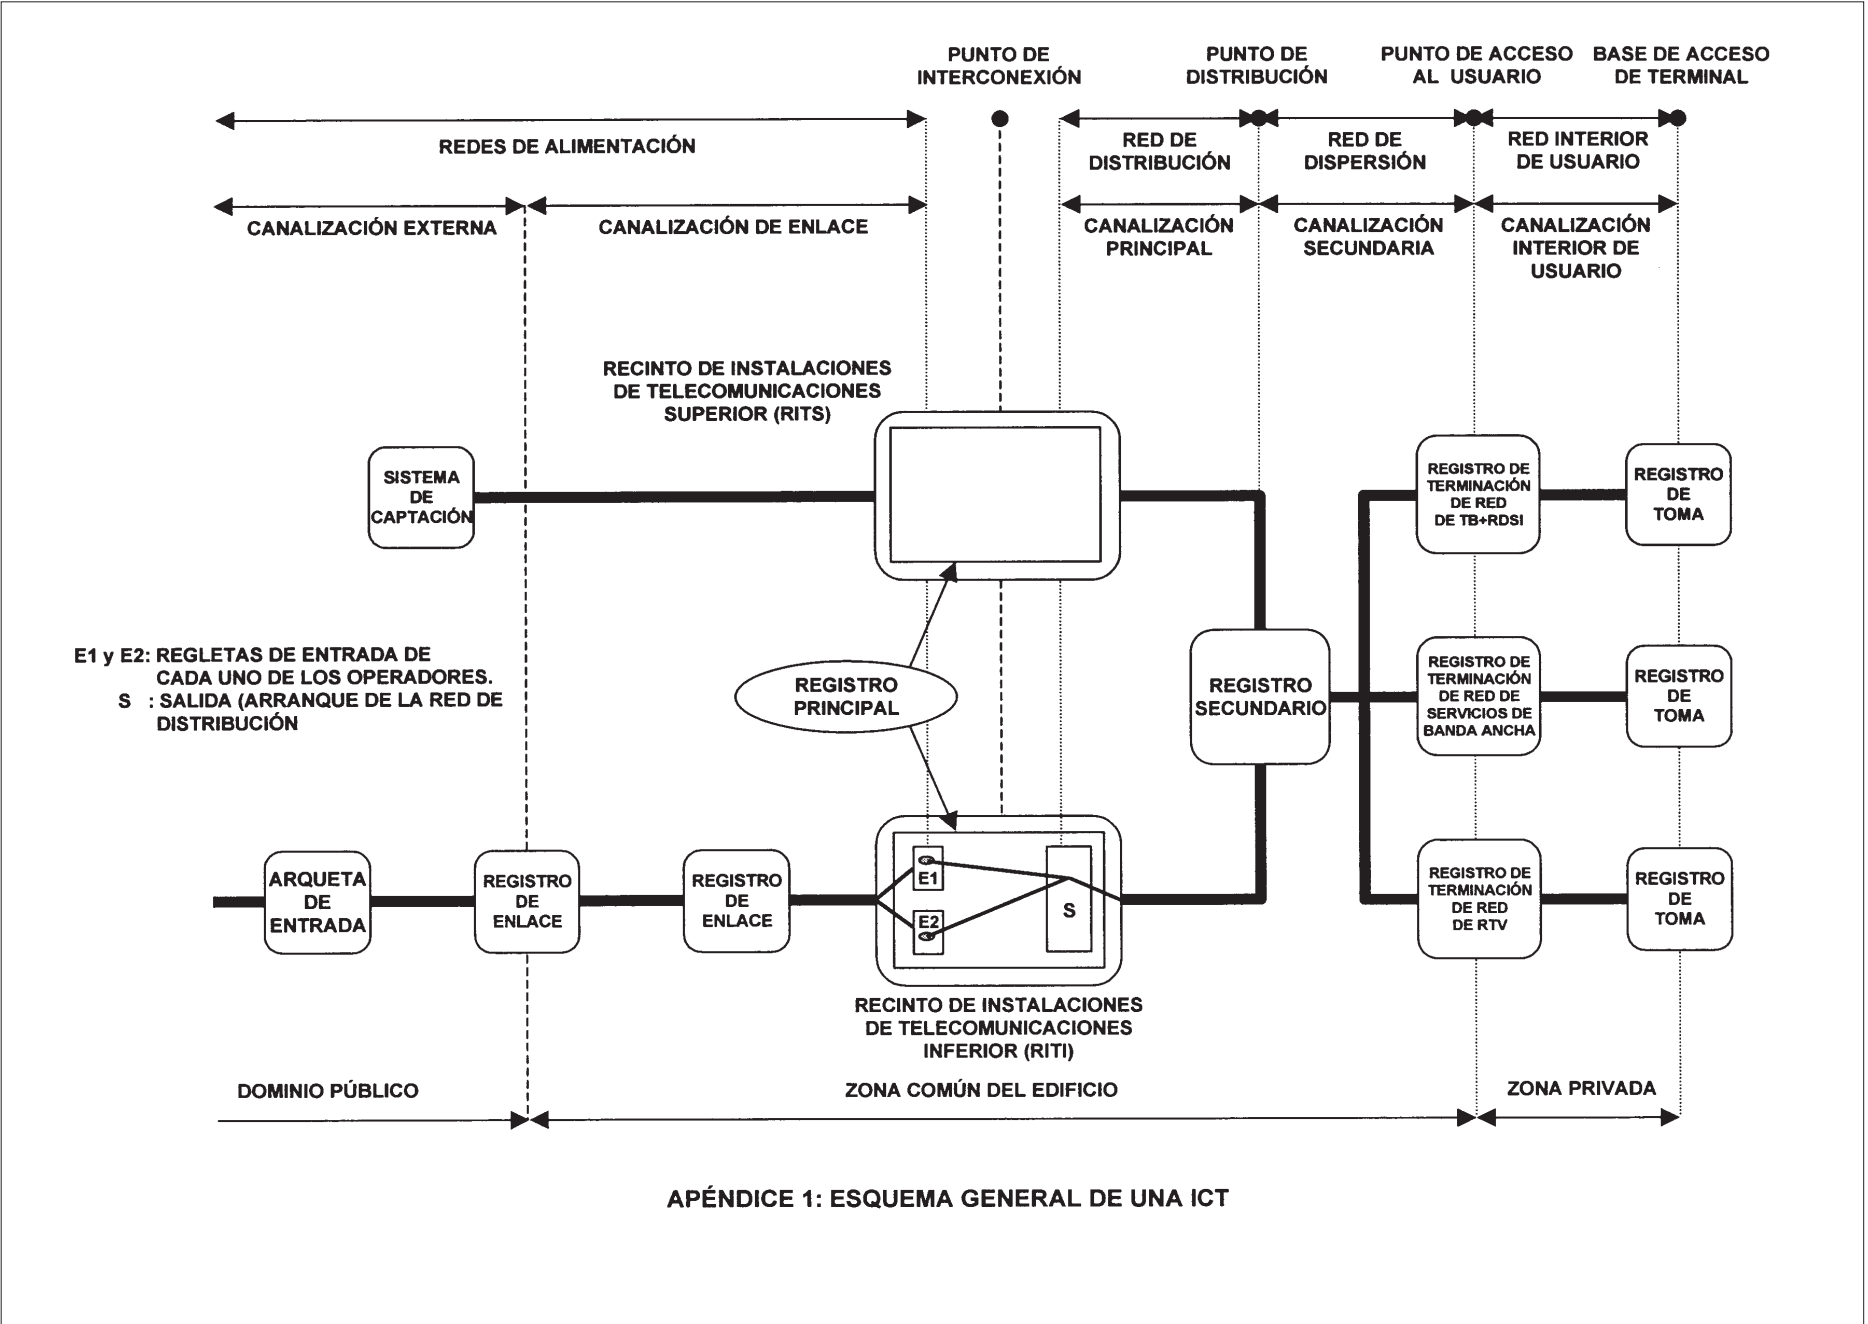 PUNTO DE
INTERCONEXIÓN
PUNTO DE
DISTRIBUCIÓN
PUNTO DE ACCESO
AL USUARIO
BASE DE ACCESO
DE TERMINAL
REDES DE ALIMENTACIÓN
RED DE
DISTRIBUCIÓN
RED DE
DISPERSIÓN
RED INTERIOR
DE USUARIO
CANALIZACIÓN EXTERNA
CANALIZACIÓN DE ENLACE
CANALIZACIÓN
PRINCIPAL
CANALIZACIÓN
SECUNDARIA
CANALIZACIÓN
INTERIOR DE
USUARIO
RECINTO DE INSTALACIONES
DE TELECOMUNICACIONES
SUPERIOR (RITS)
SISTEMA
DE
CAPTACIÓN
REGISTRO DE
TERMINACIÓN
DE RED
DE TB+RDSI
REGISTRO
DE
TOMA
E1 y E2: REGLETAS DE ENTRADA DE
CADA UNO DE LOS OPERADORES.
S : SALIDA (ARRANQUE DE LA RED DE
DISTRIBUCIÓN
REGISTRO
PRINCIPAL
REGISTRO
SECUNDARIO
REGISTRO DE
TERMINACIÓN
DE RED DE
SERVICIOS DE
BANDA ANCHA
REGISTRO
DE
TOMA
ARQUETA
DE
ENTRADA
REGISTRO
DE
ENLACE
REGISTRO
DE
ENLACE
E1
E2
S
REGISTRO DE
TERMINACIÓN
DE RED
DE RTV
REGISTRO
DE
TOMA
RECINTO DE INSTALACIONES
DE TELECOMUNICACIONES
INFERIOR (RITI)
DOMINIO PÚBLICO
ZONA COMÚN DEL EDIFICIO
ZONA PRIVADA
APÉNDICE 1: ESQUEMA GENERAL DE UNA ICT